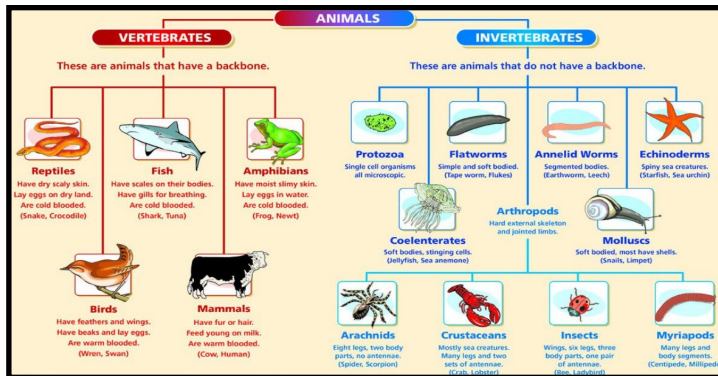 ANIMALS
VERTEBRATES
These are animals that have a backbone.
Reptiles
Have dry scaly skin.
Lay eggs on dry land.
Are cold blooded.
(Snake, Crocodile)
Fish
Have scales on their bodies.
Have gills for breathing.
Are cold blooded.
(Shark, Tuna)
Amphibians
Have moist slimy skin.
Lay eggs in water.
Are cold blooded.
(Frog, Newt)
Birds
Have feathers and wings.
Have beaks and lay eggs.
Are warm blooded.
(Wren, Swan)
Mammals
Have fur or hair.
Feed young on milk.
Are warm blooded.
(Cow, Human)
INVERTEBRATES
These are animals that do not have a backbone.
Protozoa
Single cell organisms
all microscopic.
Flatworms
Simple and soft bodied.
(Tape worm, Flukes)
Annelid Worms
Segmented bodies.
(Earthworm, Leech)
Echinoderms
Spiny sea creatures.
(Starfish, Sea urchin)
Coelenterates
Soft bodies, stinging cells.
(Jellyfish, Sea anemone)
Arthropods
Hard external skeleton
and jointed limbs.
Molluscs
Soft bodied, most have shells.
(Snails, Limpet)
Arachnids
Eight legs, two body
parts, no antennae.
(Spider, Scorpion)
Crustaceans
Mostly sea creatures.
Many legs and two
sets of antennae.
(Crab, Lobster)
Insects
Wings, six legs, three
body parts, one pair
of antennae.
(Bee, Ladybird)
Myriapods
Many legs and
body segments.
(Centipede, Millipede)